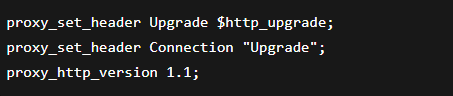 proxy_set_header Upgrade $http_upgrade;
proxy_set_header Connection "Upgrade";
proxy_http_version 1.1;